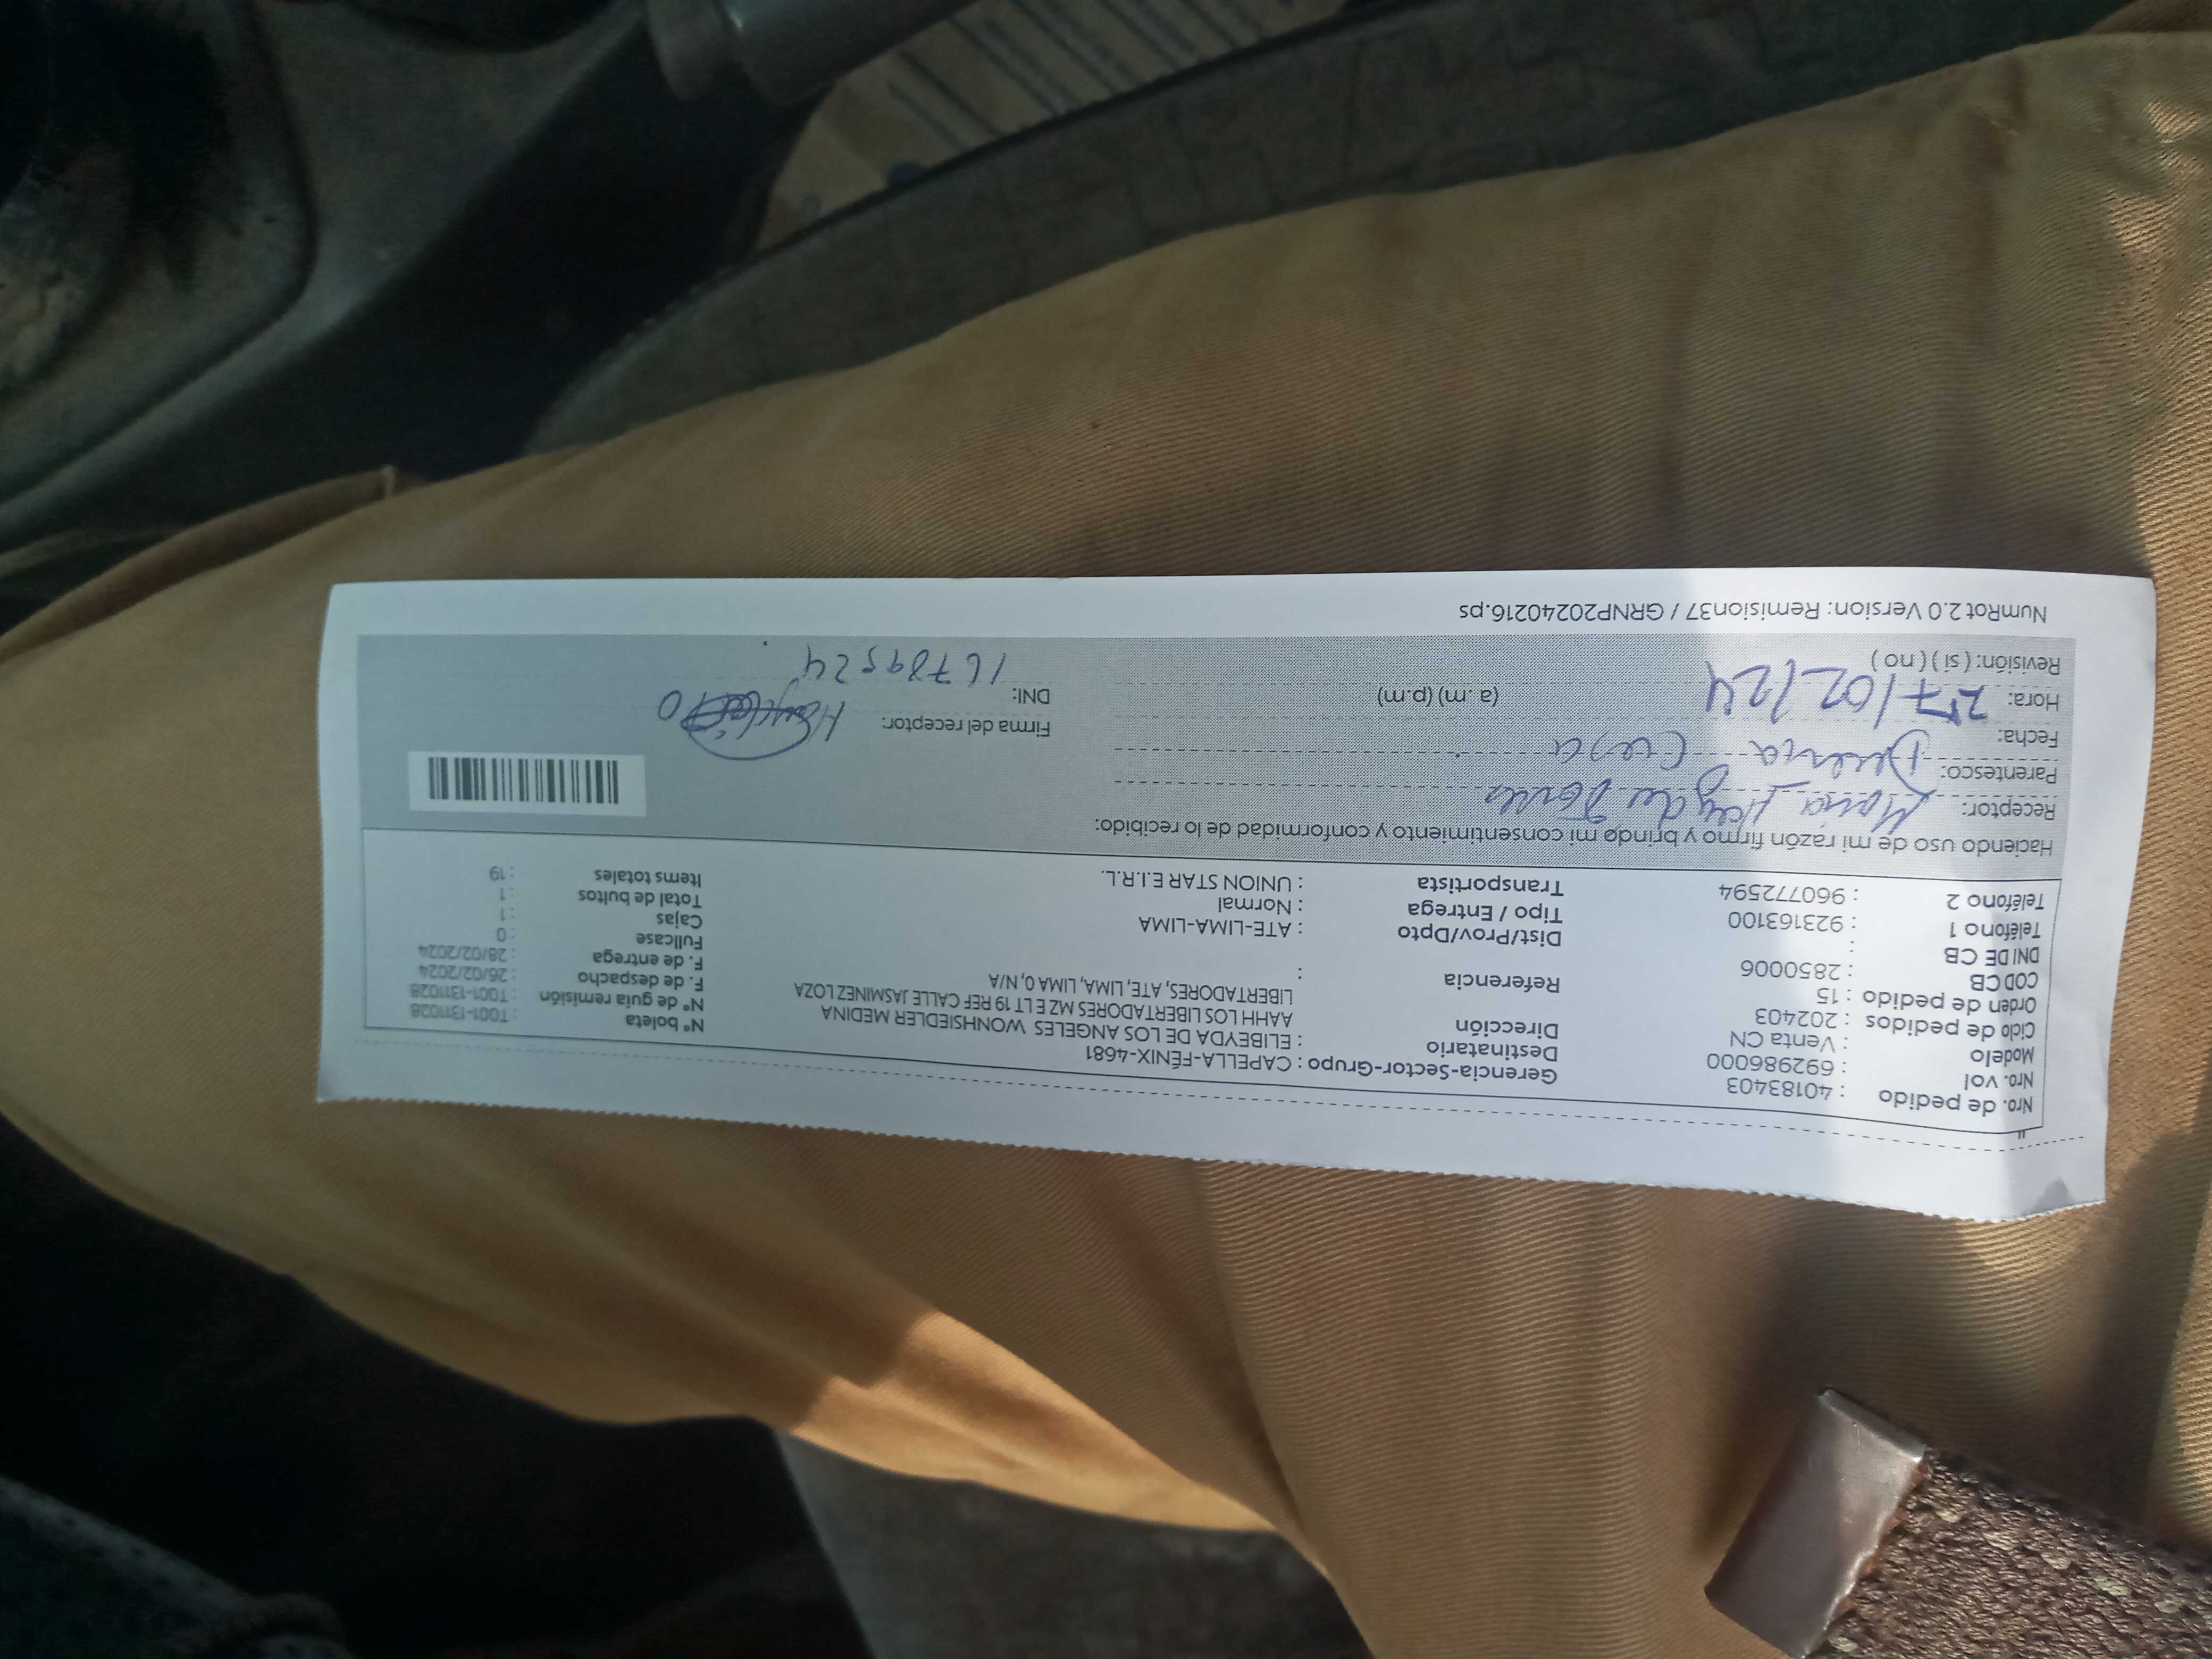 Nro. de pedido : 40183403
Nro. vol : 692986000
Modelo : Venta CN
Ciclo de pedidos : 202403
Orden de pedido : 15
COD CB : 2850006
DNI DE CB :
Teléfono 1 : 923163100
Teléfono 2 : 960772594
Gerencia-Sector-Grupo : CAPELLA-FÉNIX-4681
Destinatario : ELIBEYDA DE LOS ANGELES WONHSIEDLER MEDINA
Dirección AAHH LOS LIBERTADORES MZ E LT 19 REF CALLE JASMINEZ LOZA
LIBERTADORES, ATE, LIMA, LIMA 0, N/A
Referencia :
Dist/Prov/Dpto : ATE-LIMA-LIMA
Tipo / Entrega : Normal
Transportista : UNION STAR E.I.R.L.
Nº boleta : T001-1311028
Nº de guía remisión : T001-1311028
F. de despacho : 26/02/2024
F. de entrega : 28/02/2024
Fullcase : 0
Cajas : 1
Total de bultos : 1
Items totales : 19
Haciendo uso de mi razón firmo y brindo mi consentimiento y conformidad de lo recibido:
Receptor: Maria
Parentesco:
Fecha:
Hora: 27/02/24 (a. m) (p.m)
Revisión: ( si ) ( no )
Firma del receptor:
DNI: 16789524
NumRot 2.0 Version: Remision37 / GRNP20240216.ps